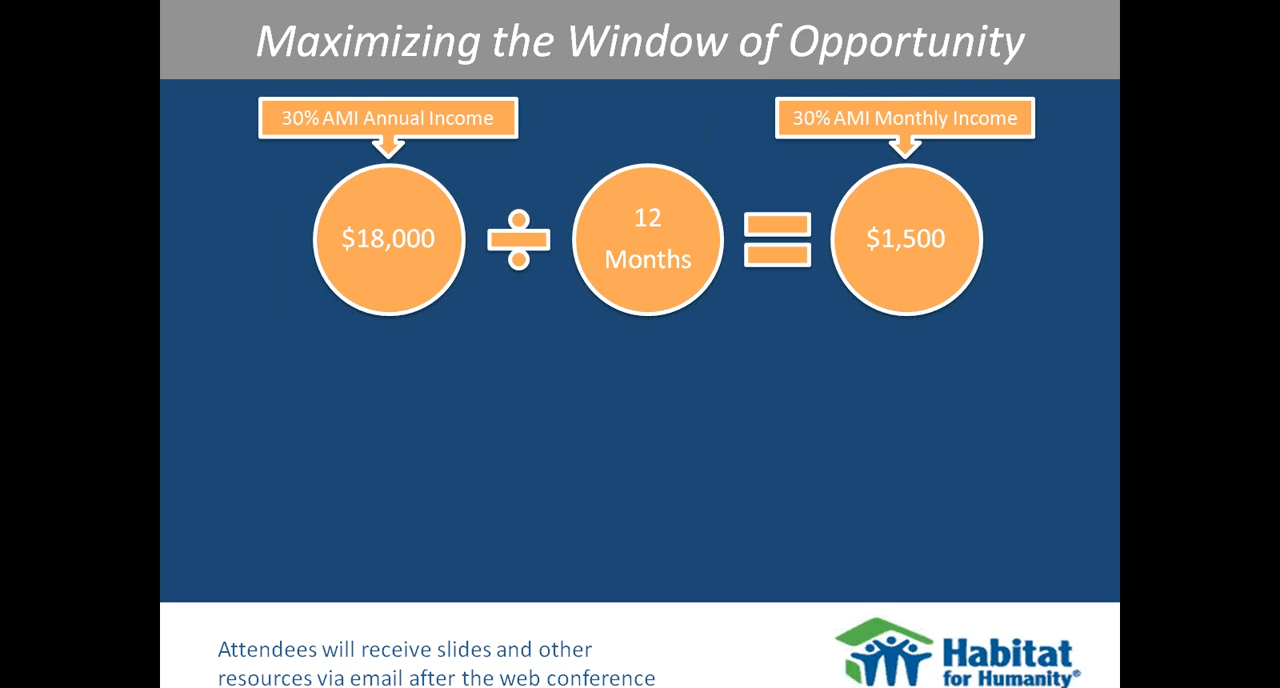 Maximizing the Window of Opportunity
30% AMI Annual Income
30% AMI Monthly Income
$18,000
÷
12
Months
=
$1,500
Attendees will receive slides and other
resources via email after the web conference
Habitat
for Humanity®